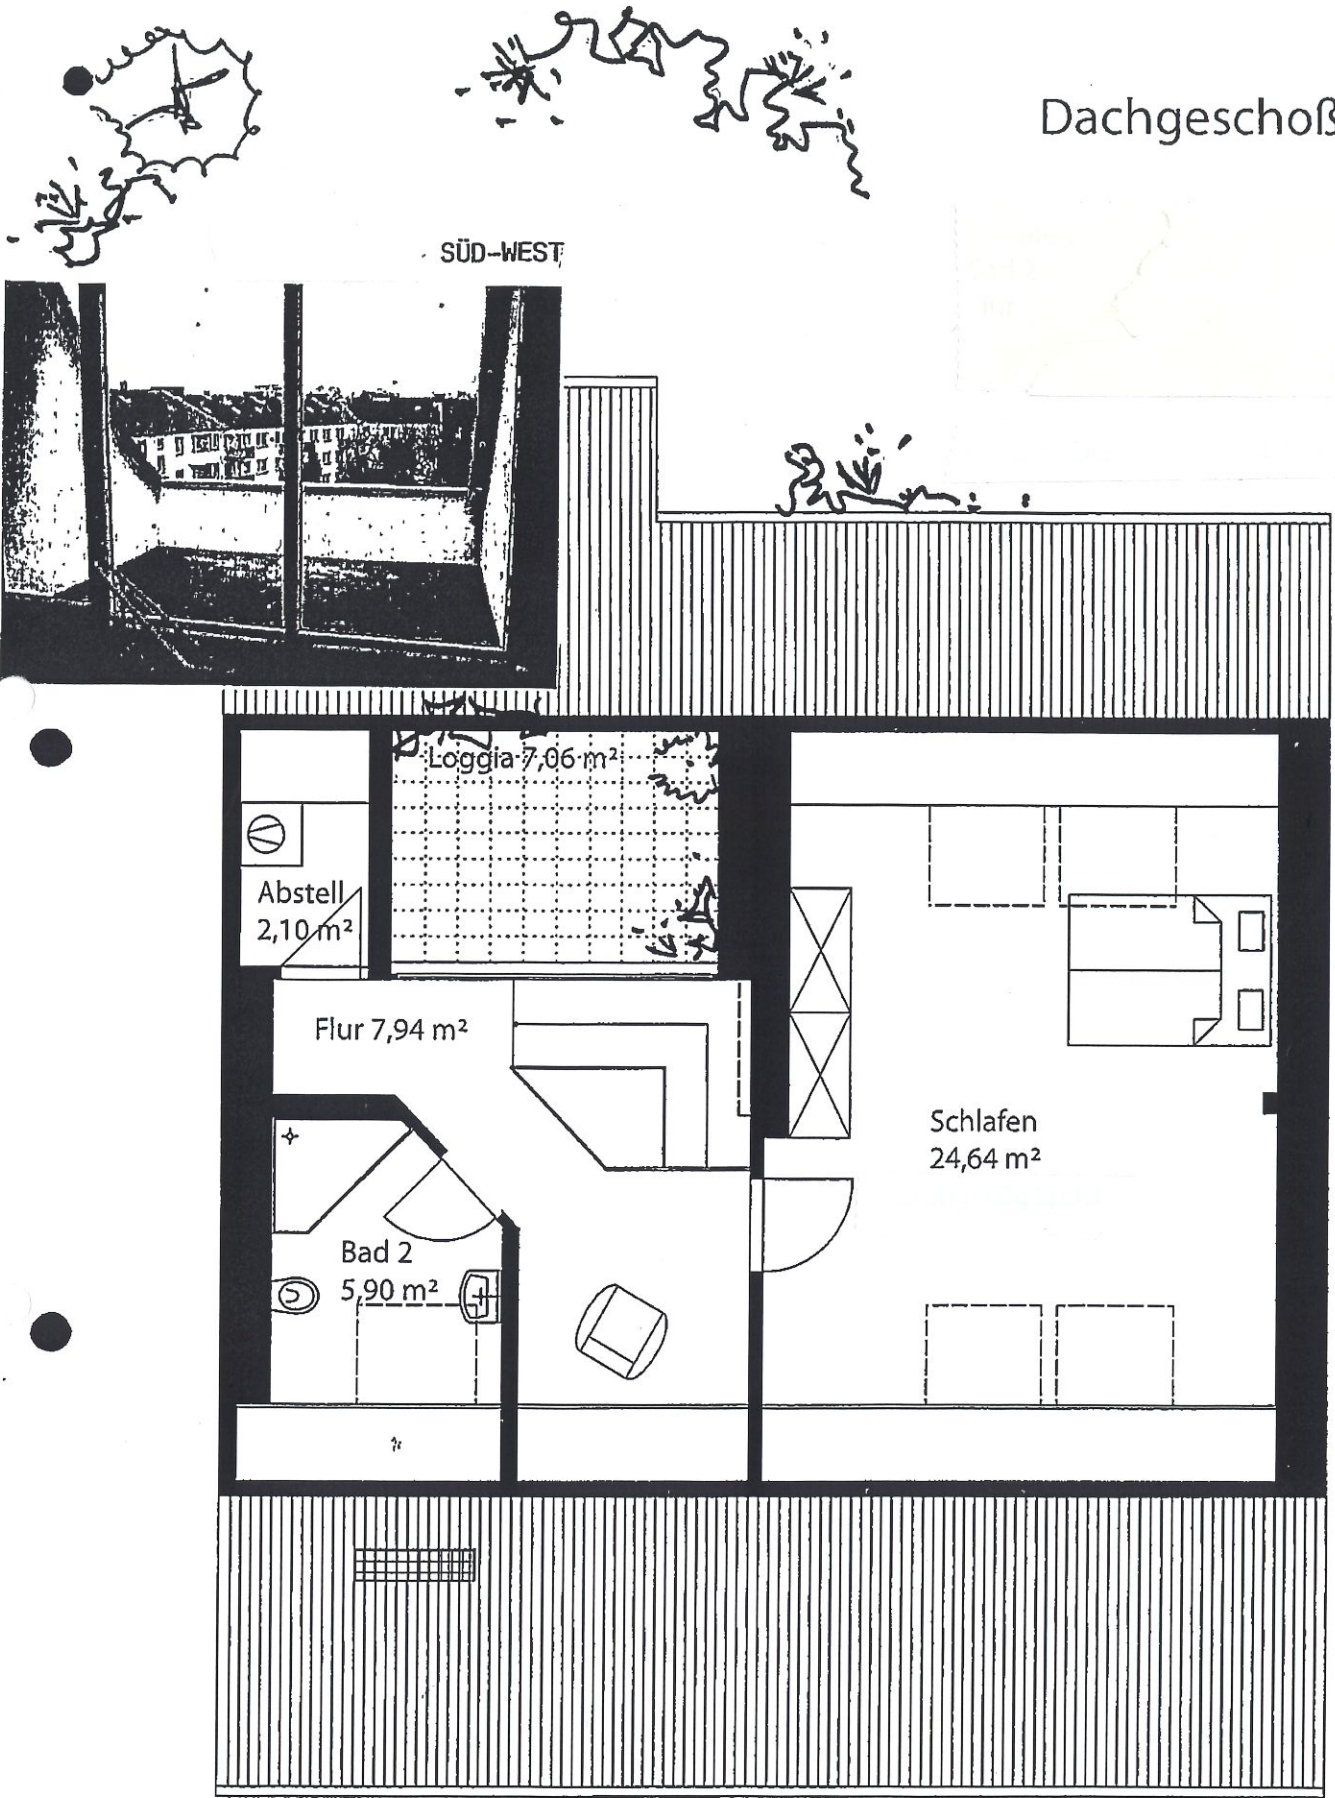 Dachgeschoß
SÜD-WEST
Loggia 7,06 m²
Abstell
2,10 m²
Flur 7,94 m²
Schlafen
24,64 m²
Bad 2
5,90 m²